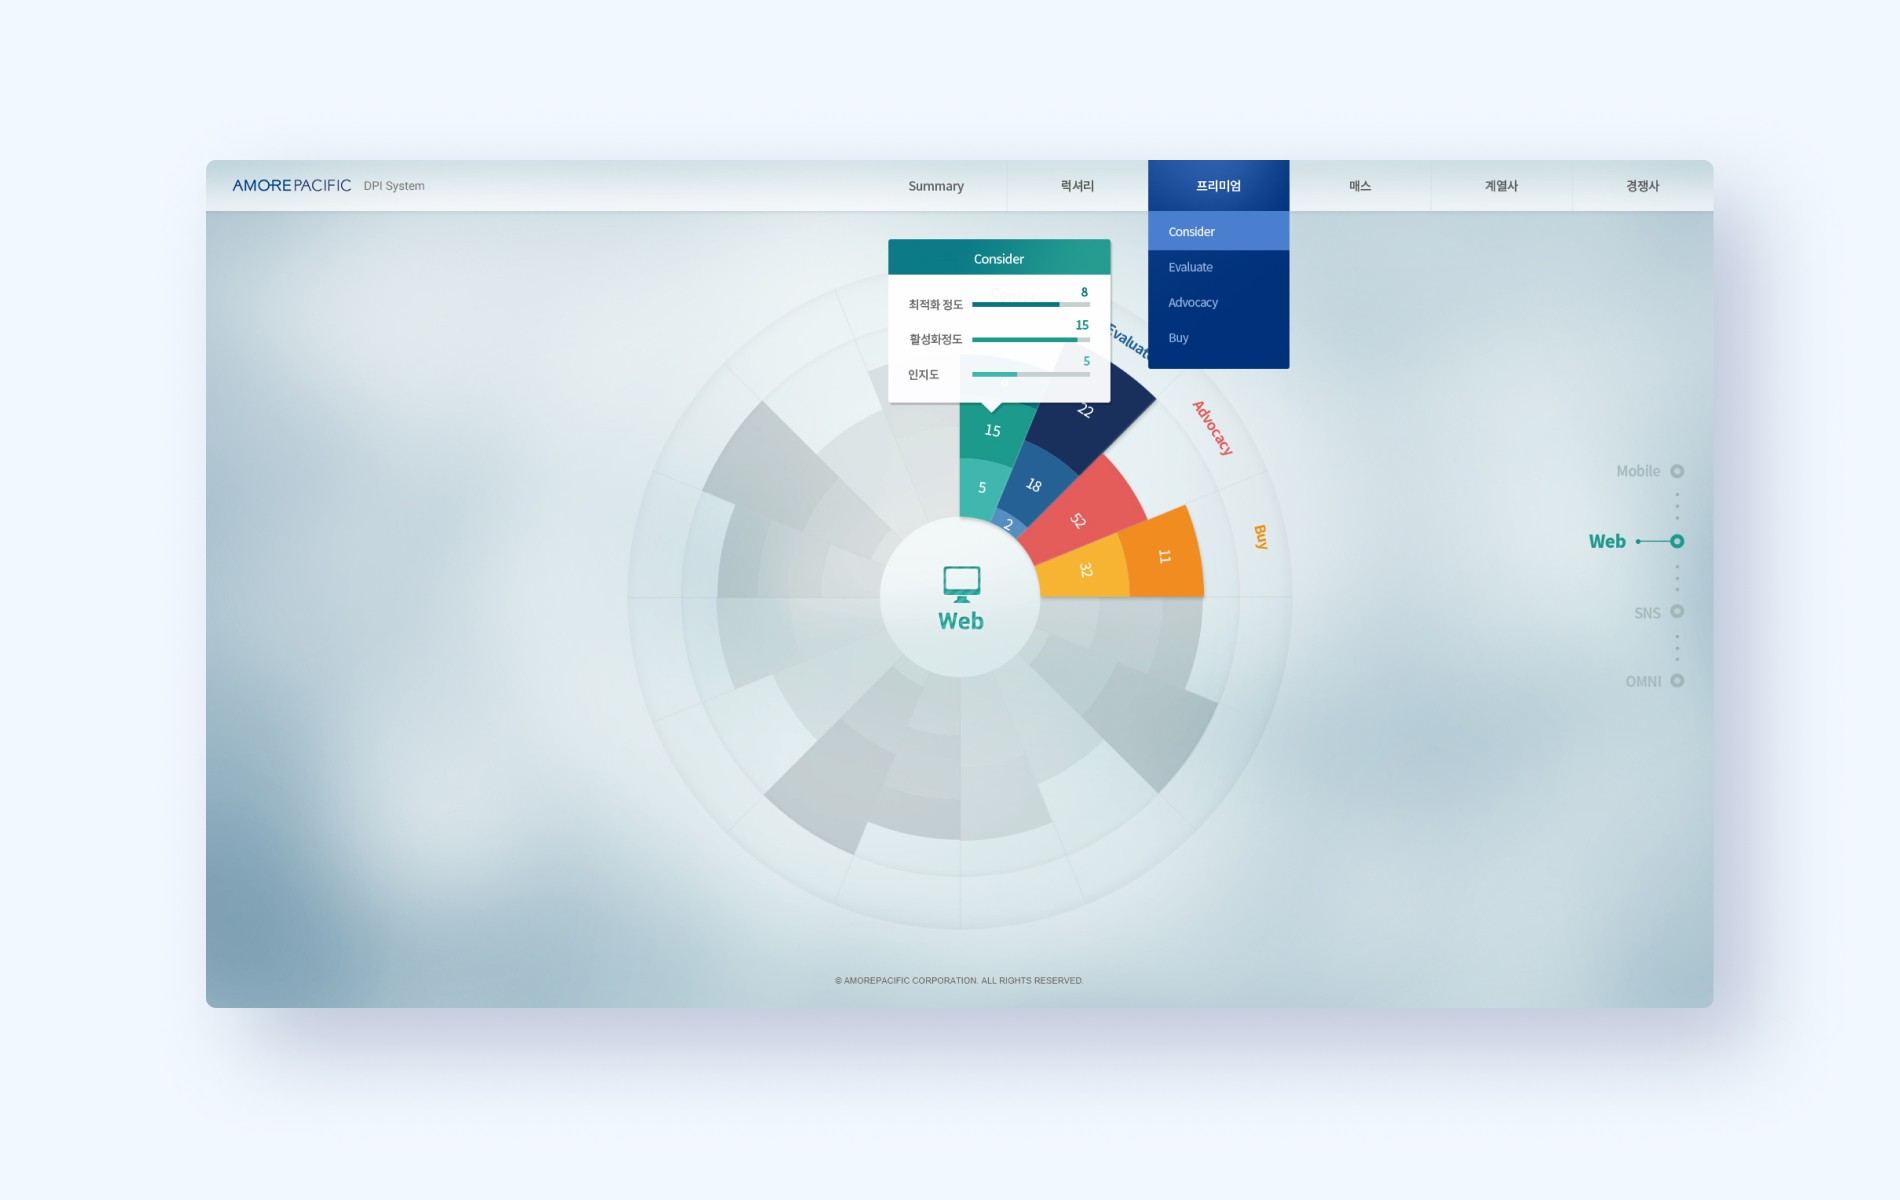 AMOREPACIFIC DPI System
Summary 럭셔리 프리미엄 매스 계열사 경쟁사
Consider
Evaluate
Advocacy
Buy
Consider
최적화 정도 8
활성화정도 15
인지도 5
Evaluate
Advocacy
Buy
8
15
5
22
18
2
52
11
32
Web
Mobile
Web
SNS
OMNI
© AMOREPACIFIC CORPORATION. ALL RIGHTS RESERVED.